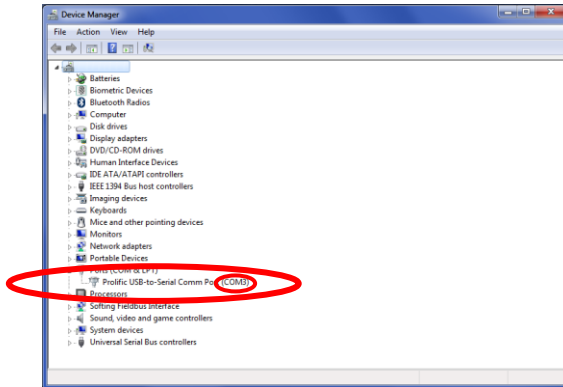 Device Manager
File Action View Help
Batteries
Biometric Devices
Bluetooth Radios
Computer
Disk drives
Display adapters
DVD/CD-ROM drives
Human Interface Devices
IDE ATA/ATAPI controllers
IEEE 1394 Bus host controllers
Imaging devices
Keyboards
Mice and other pointing devices
Monitors
Network adapters
Portable Devices
Ports (COM & LPT)
Prolific USB-to-Serial Comm Port (COM3)
Processors
Softing Fieldbus Interface
Sound, video and game controllers
System devices
Universal Serial Bus controllers